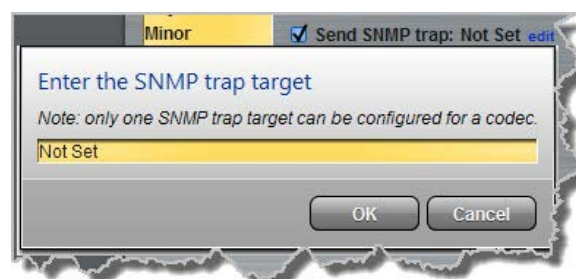 Minor
Send SNMP trap: Not Set edit
Enter the SNMP trap target
Note: only one SNMP trap target can be configured for a codec.
Not Set
OK Cancel